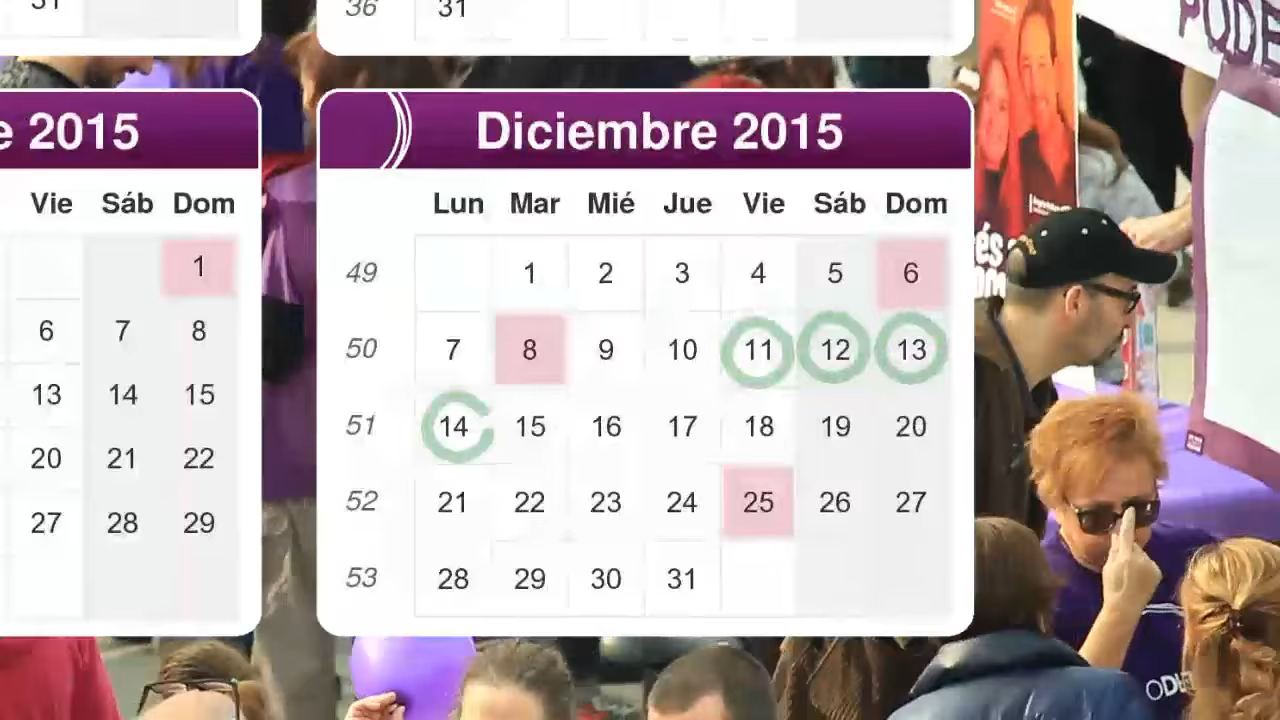 31
36 31
e 2015
Diciembre 2015
Vie Sáb Dom
Lun Mar Mié Jue Vie Sáb Dom
1
6 7 8
13 14 15
20 21 22
27 28 29
49 1 2 3 4 5 6
50 7 8 9 10 11 12 13
51 14 15 16 17 18 19 20
52 21 22 23 24 25 26 27
53 28 29 30 31
PODE
és
om